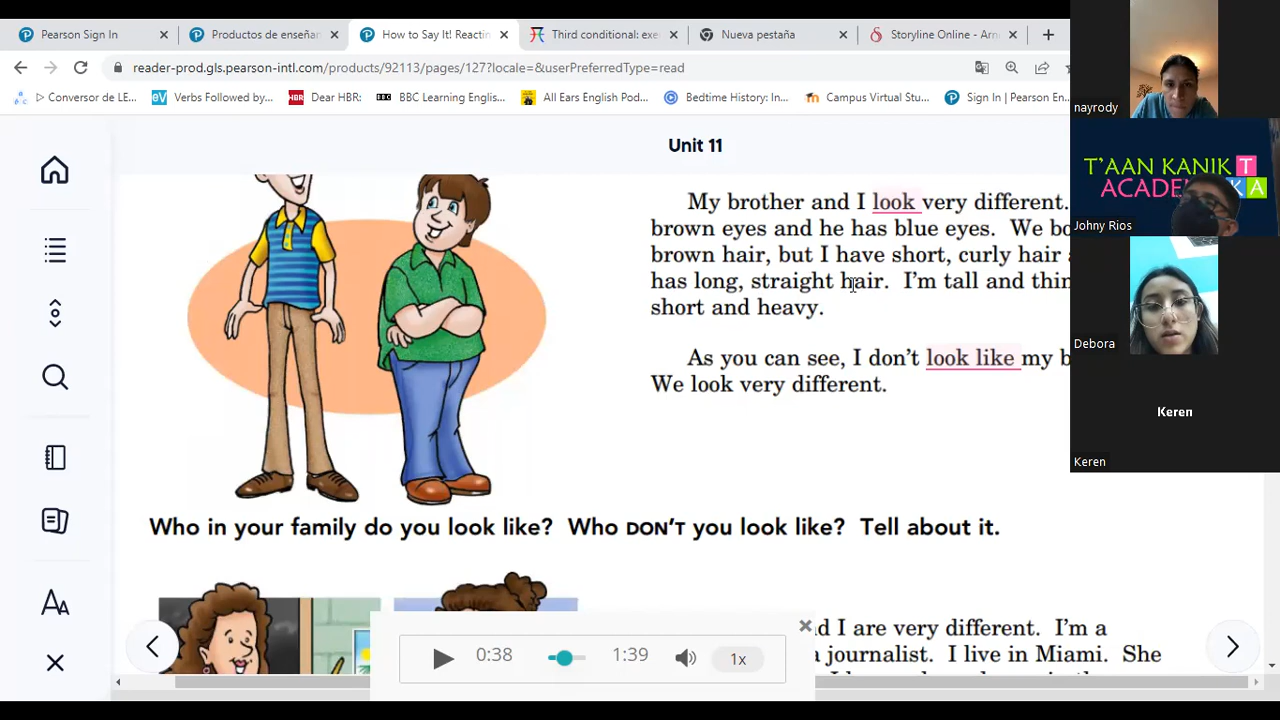 Pearson Sign In
Productos de enseñan
How to Say It! Reactin
Third conditional: exe
Nueva pestaña
Storyline Online - Arn
reader-prod.gls.pearson-intl.com/products/92113/pages/127?locale=&userPreferredType=read
Conversor de LE...
Verbs Followed by...
HBR Dear HBR:
BBC BBC Learning Englis...
All Ears English Pod...
Bedtime History: In...
Campus Virtual Stu...
Sign In | Pearson En...
Unit 11
My brother and I look very different.
brown eyes and he has blue eyes. We bo
brown hair, but I have short, curly hair
has long, straight hair. I'm tall and thin
short and heavy.
As you can see, I don't look like my b
We look very different.
Who in your family do you look like? Who DON'T you look like? Tell about it.
d I are very different. I'm a
a journalist. I live in Miami. She
0:38
1:39
1x
nayrody
T'AAN KANIK T
ACADE KA
Johny Rios
Debora
Keren
Keren